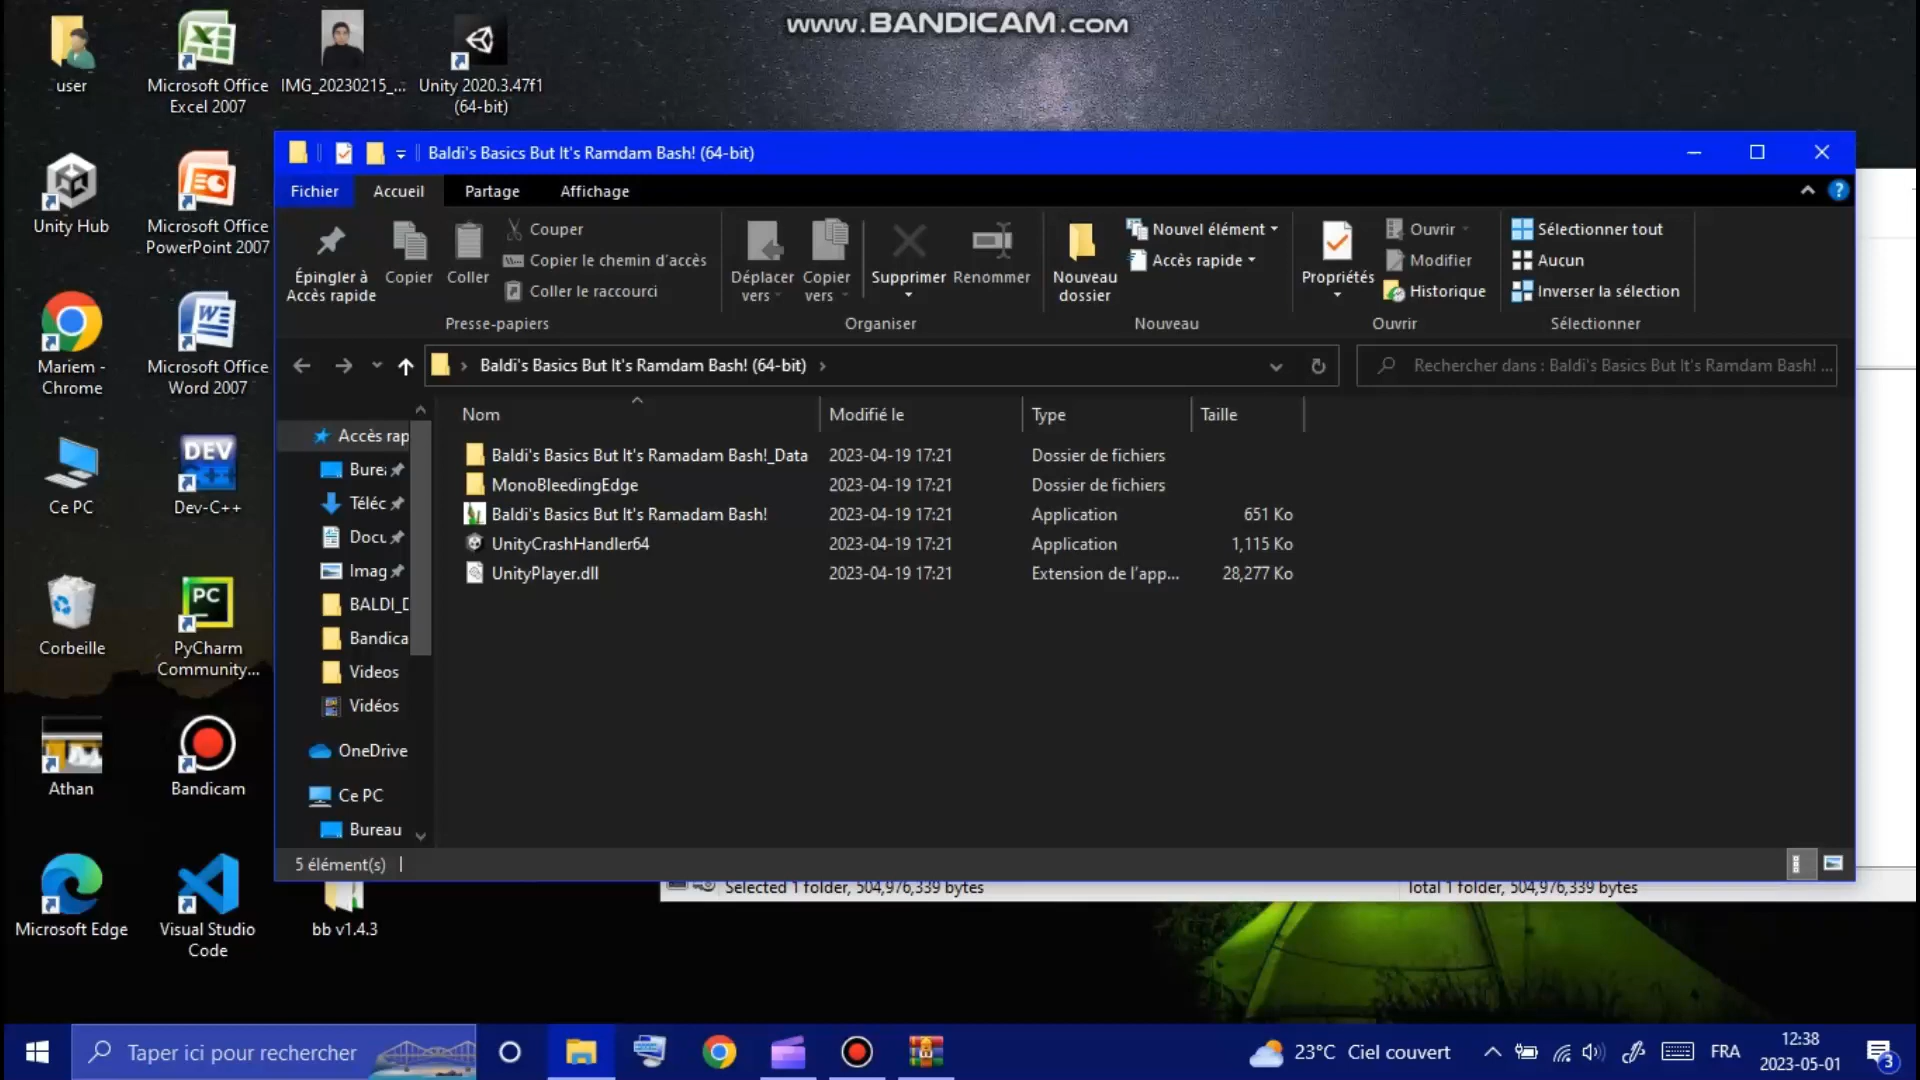 www.BANDICAM.com
user
Microsoft Office
Excel 2007
IMG_20230215_...
Unity 2020.3.47f1
(64-bit)
Unity Hub
Microsoft Office
PowerPoint 2007
Mariem -
Chrome
Microsoft Office
Word 2007
Ce PC
DEV
C++
Dev-C++
Corbeille
PC
PyCharm
Community...
Athan
Bandicam
Microsoft Edge
Visual Studio
Code
bb v1.4.3
Baldi's Basics But It's Ramdam Bash! (64-bit)
Fichier
Accueil
Partage
Affichage
Épingler à
Accès rapide
Copier
Coller
Couper
Copier le chemin d'accès
Coller le raccourci
Presse-papiers
Déplacer
vers
Copier
vers
Supprimer
Renommer
Organiser
Nouveau
dossier
Nouvel élément
Accès rapide
Nouveau
Propriétés
Ouvrir
Modifier
Historique
Ouvrir
Sélectionner tout
Aucun
Inverser la sélection
Sélectionner
Baldi's Basics But It's Ramdam Bash! (64-bit)
Rechercher dans : Baldi's Basics But It's Ramdam Bash! ...
Accès rap
Burea
Téléc
Docu
Imag
BALDI_D
Bandica
Videos
Vidéos
OneDrive
Ce PC
Bureau
Nom Modifié le Type Taille
Baldi's Basics But It's Ramadam Bash!_Data 2023-04-19 17:21 Dossier de fichiers
MonoBleedingEdge 2023-04-19 17:21 Dossier de fichiers
Baldi's Basics But It's Ramadam Bash! 2023-04-19 17:21 Application 651 Ko
UnityCrashHandler64 2023-04-19 17:21 Application 1,115 Ko
UnityPlayer.dll 2023-04-19 17:21 Extension de l'app... 28,277 Ko
5 élément(s)
Selected 1 folder, 504,976,339 bytes
Total 1 folder, 504,976,339 bytes
Taper ici pour rechercher
23°C Ciel couvert
FRA
12:38
2023-05-01
3